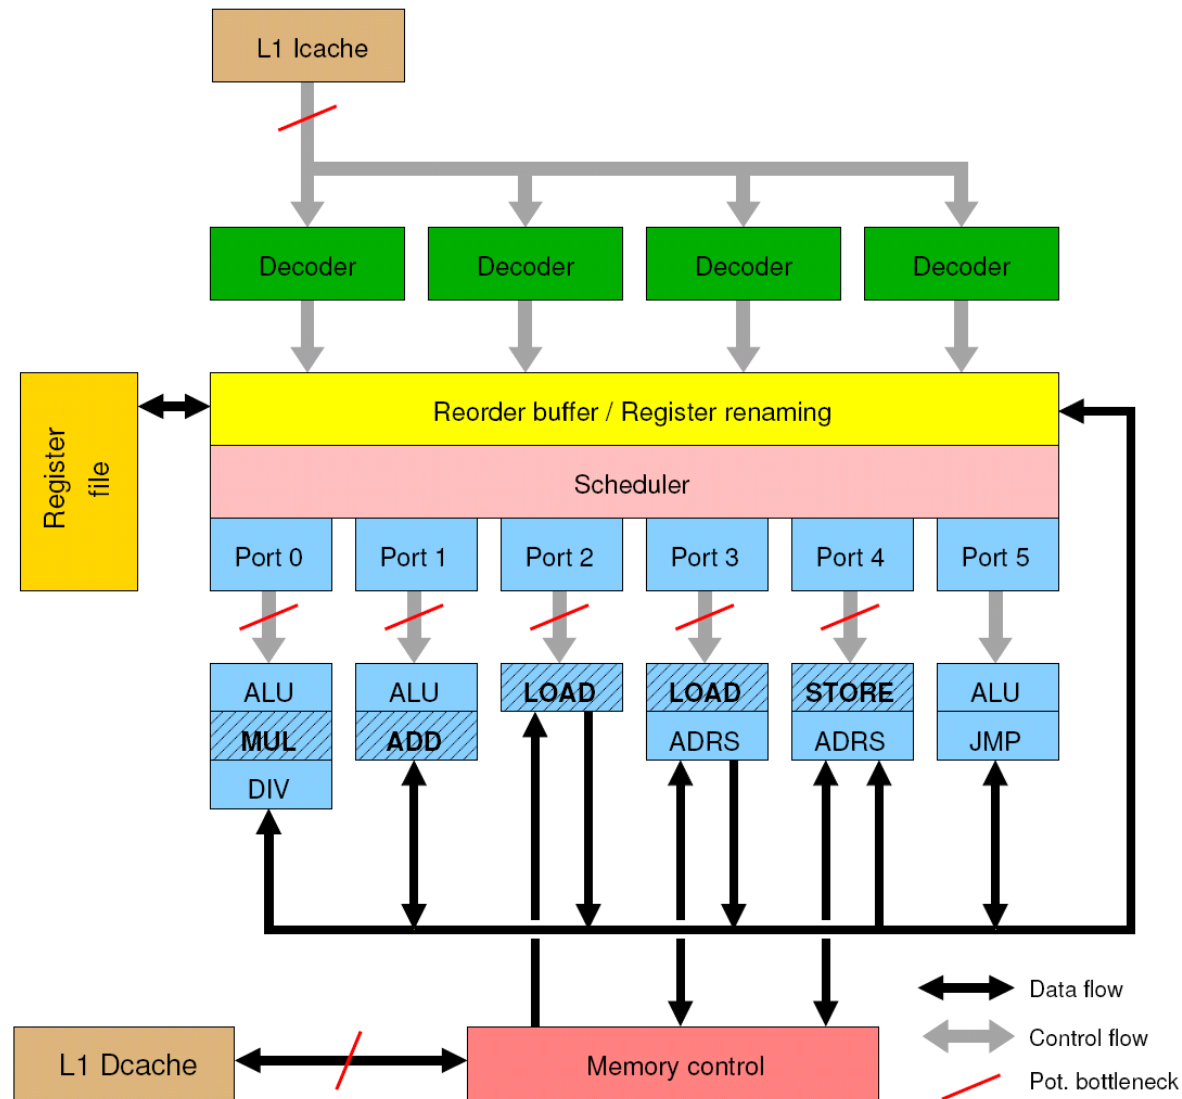 L1 Icache
Decoder
Decoder
Decoder
Decoder
Register
file
Reorder buffer / Register renaming
Scheduler
Port 0
Port 1
Port 2
Port 3
Port 4
Port 5
ALU
MUL
DIV
ALU
ADD
LOAD
LOAD
ADRS
STORE
ADRS
ALU
JMP
Data flow
Control flow
Pot. bottleneck
L1 Dcache
Memory control